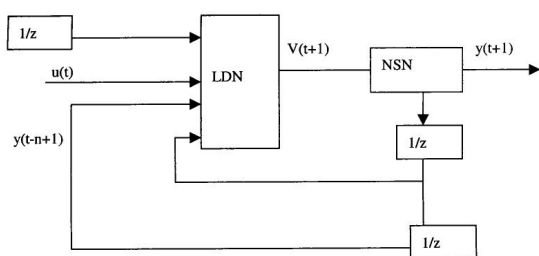 1/z
V(t+1)
y(t+1)
NSN
u(t)
LDN
y(t-n+1)
1/z
1/z